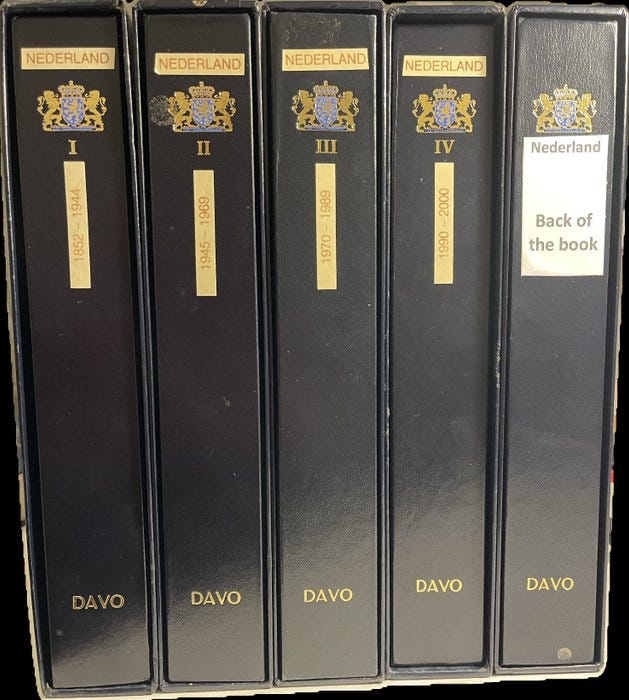 NEDERLAND
I
1852 – 1944
DAVO
NEDERLAND
II
1945 – 1969
DAVO
NEDERLAND
III
1970 – 1989
DAVO
NEDERLAND
IV
1990 – 2000
DAVO
Nederland
Back of
the book
DAVO